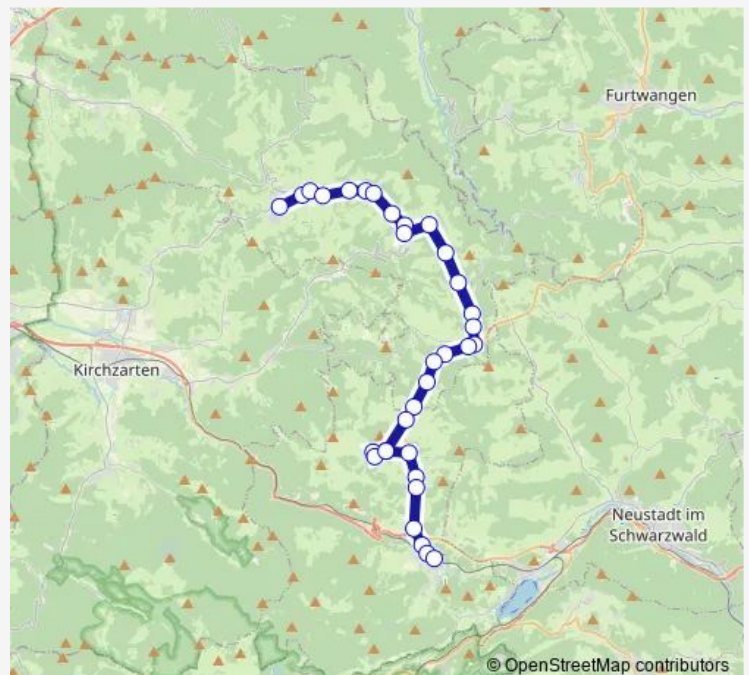 Furtwangen
Kirchzarten
Neustadt im
Schwarzwald
© OpenStreetMap contributors